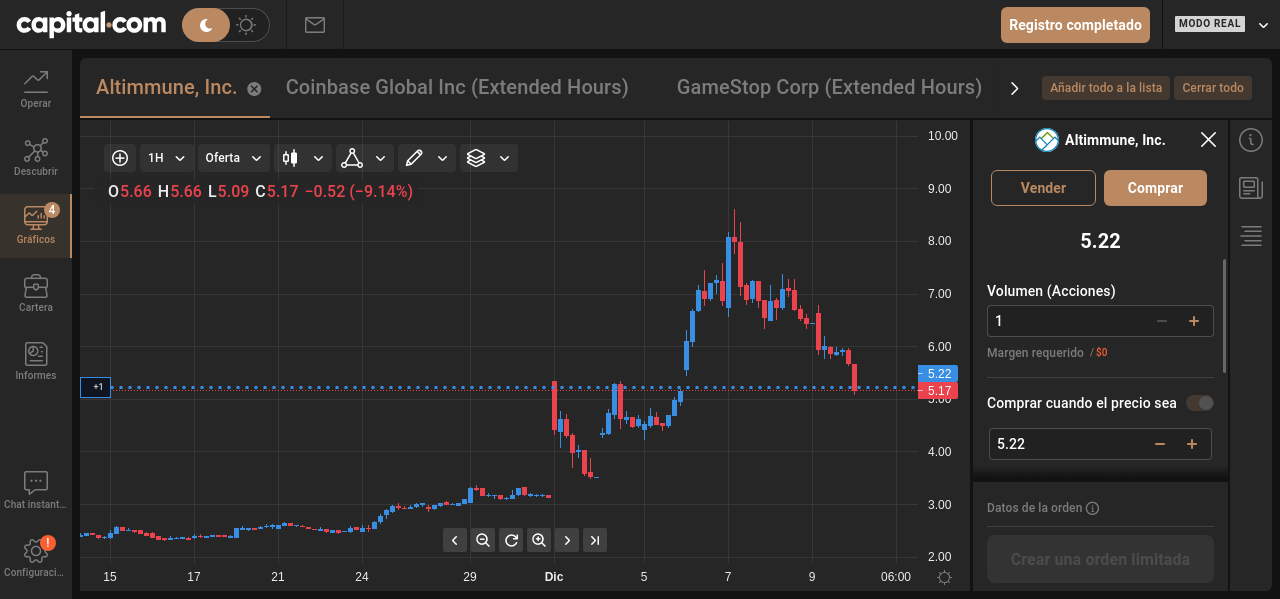 capital.com
Registro completado
MODO REAL
Operar
Descubrir
4
Gráficos
Cartera
Informes
Chat instant...
!
Configuraci...
Altimmune, Inc.
Coinbase Global Inc (Extended Hours)
GameStop Corp (Extended Hours)
Añadir todo a la lista
Cerrar todo
1H
Oferta
O5.66 H5.66 L5.09 C5.17 −0.52 (−9.14%)
+1
10.00
9.00
8.00
7.00
6.00
5.22
5.17
5.00
4.00
3.00
2.00
15
17
21
24
29
Dic
5
7
9
06:00
Altimmune, Inc.
Vender
Comprar
5.22
Volumen (Acciones)
1
Margen requerido / $0
Comprar cuando el precio sea
5.22
Datos de la orden
Crear una orden limitada